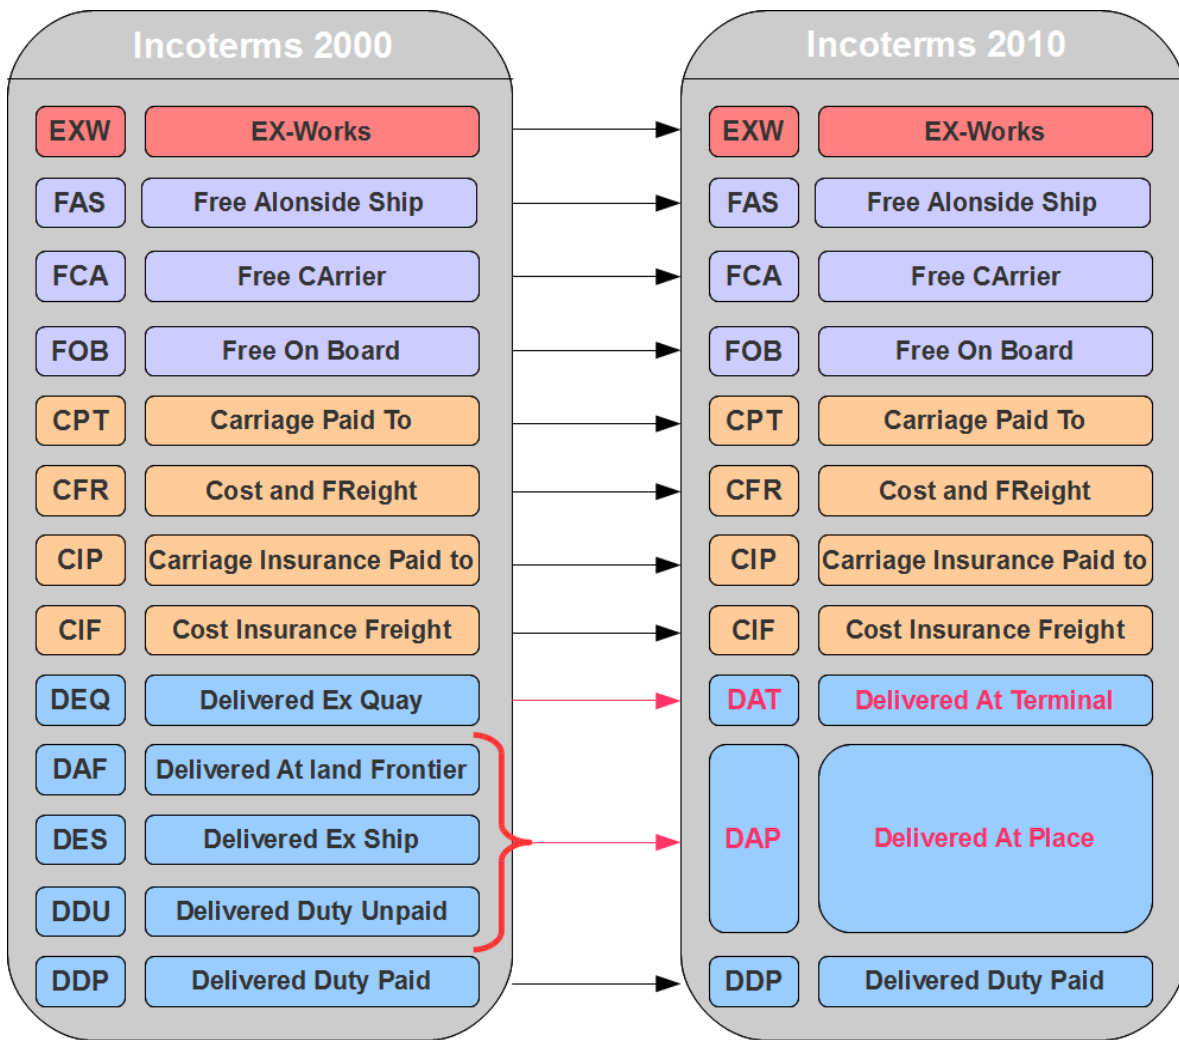 Incoterms 2000
EXW EX-Works
FAS Free Alonside Ship
FCA Free CArrier
FOB Free On Board
CPT Carriage Paid To
CFR Cost and FReight
CIP Carriage Insurance Paid to
CIF Cost Insurance Freight
DEQ Delivered Ex Quay
DAF Delivered At land Frontier
DES Delivered Ex Ship
DDU Delivered Duty Unpaid
DDP Delivered Duty Paid
Incoterms 2010
EXW EX-Works
FAS Free Alonside Ship
FCA Free CArrier
FOB Free On Board
CPT Carriage Paid To
CFR Cost and FReight
CIP Carriage Insurance Paid to
CIF Cost Insurance Freight
DAT Delivered At Terminal
DAP Delivered At Place
DDP Delivered Duty Paid